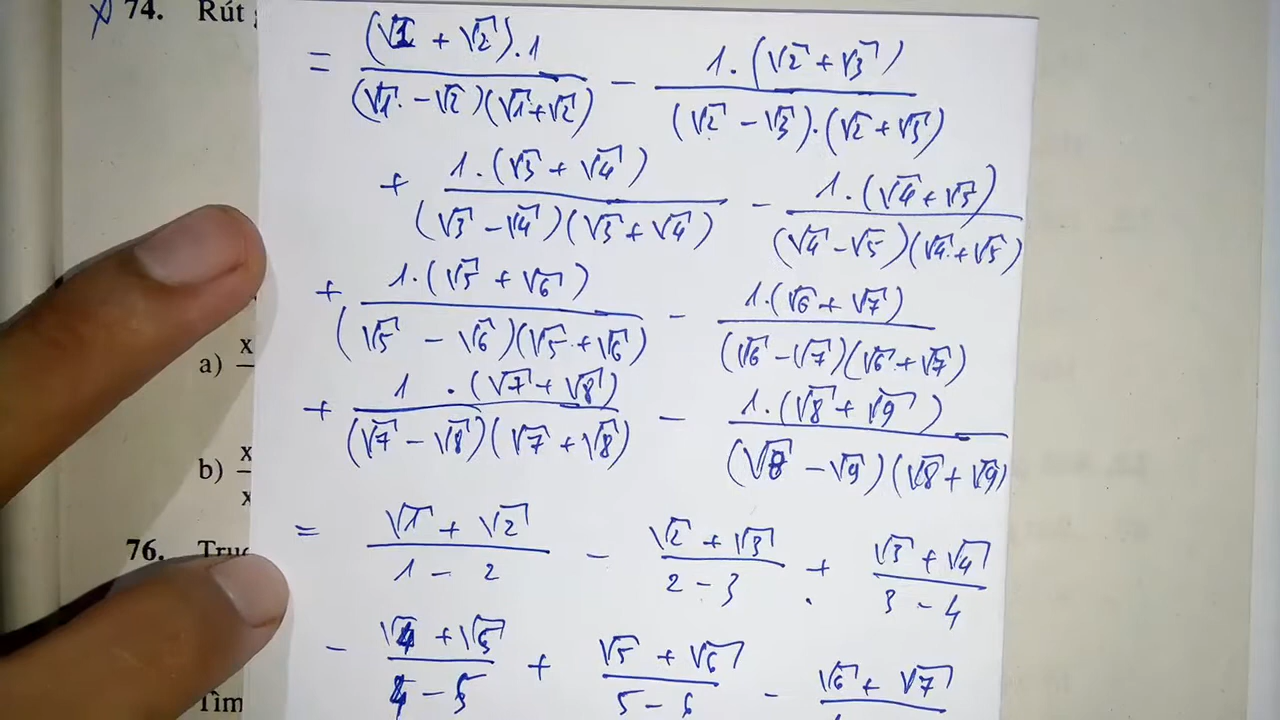 74. Rút
= (√1 + √2).1 / (√1 - √2)(√1+√2) - 1.(√2+√3) / (√2 - √3).(√2+√3)
+ 1.(√3 + √4) / (√3 - √4)(√3+√4) - 1.(√4+√5) / (√4 - √5)(√4+√5)
+ 1.(√5 + √6) / (√5 - √6)(√5+√6) - 1.(√6 + √7) / (√6 - √7)(√6+√7)
a) x
+ 1.(√7+√8) / (√7 - √8)(√7+√8) - 1.(√8+√9) / (√8 - √9)(√8+√9)
b) x
x
= √1 + √2 / 1 - 2 - √2 + √3 / 2 - 3 + √3 + √4 / 3 - 4
76. Trục
- √4 + √5 / 4 - 5 + √5 + √6 / 5 - 6 - √6 + √7
Tìm